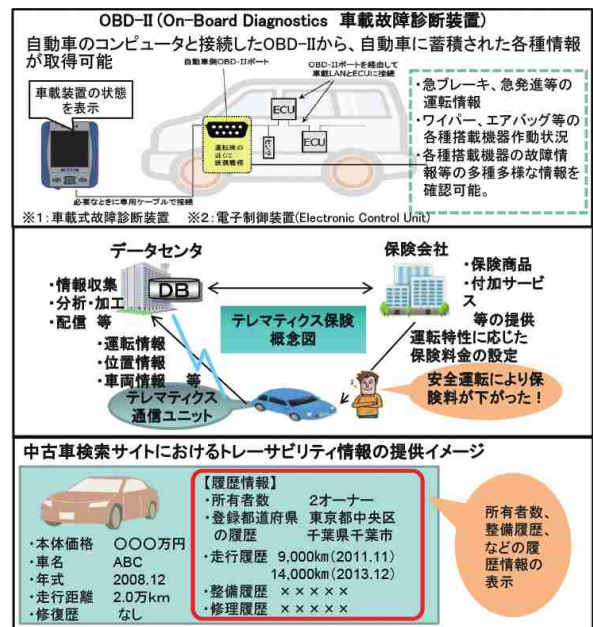 OBD-Ⅱ(On-Board Diagnostics 車載故障診断装置)
自動車のコンピュータと接続したOBD-Ⅱから、自動車に蓄積された各種情報
が取得可能
自動車側OBD-Ⅱポート
OBD-Ⅱポートを経由して
車載LANとECUに接続
車載装置の状態
を表示
ECU
ECU
センサ
運転席の
近くに
装備義務
・急ブレーキ、急発進等の
運転情報
・ワイパー、エアバッグ等の
各種搭載機器作動状況
・各種搭載機器の故障情
報等の多種多様な情報を
確認可能。
必要なときに専用ケーブルで接続
※1:車載式故障診断装置 ※2:電子制御装置(Electronic Control Unit)
データセンタ
DB
・情報収集
・分析・加工
・配信 等
・運転情報
・位置情報
・車両情報 等
テレマティクス
通信ユニット
テレマティクス保険
概念図
保険会社
・保険商品
・付加サービ
ス
等の提供
運転特性に応じた
保険料金の設定
安全運転により保
険料が下がった!
中古車検索サイトにおけるトレーサビリティ情報の提供イメージ
・本体価格 〇〇〇万円
・車名 ABC
・年式 2008.12
・走行距離 2.0万km
・修復歴 なし
【履歴情報】
・所有者数 2オーナー
・登録都道府県 東京都中央区
の履歴 千葉県千葉市
・走行履歴 9,000km(2011.11)
14,000km(2013.12)
・整備履歴 ×××××
・修理履歴 ×××××
所有者数、
整備履歴、
などの履
歴情報の
表示